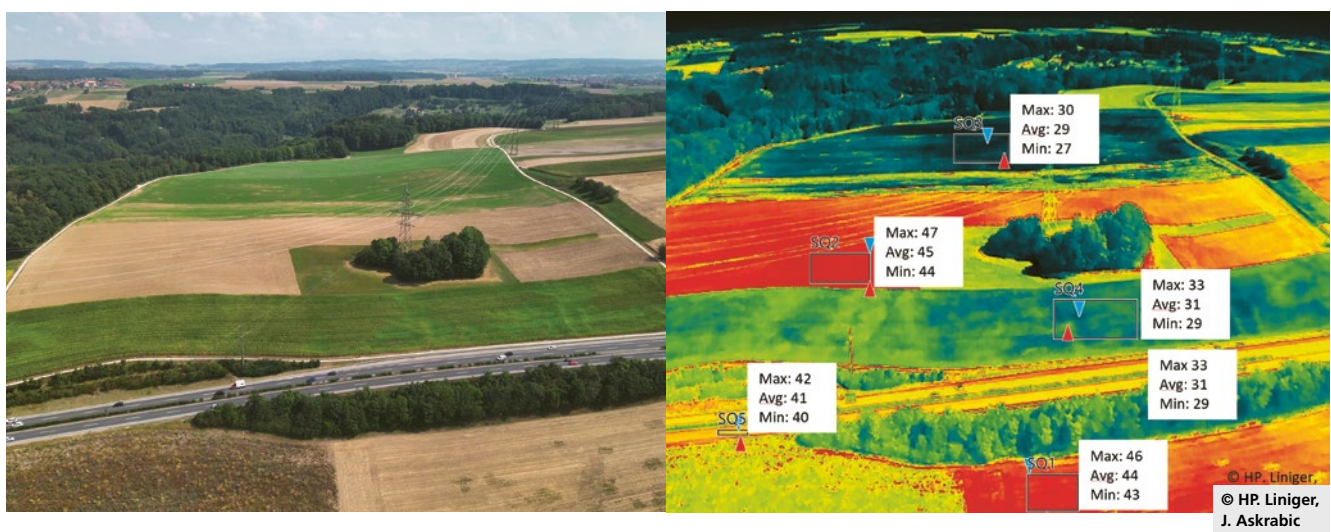 SQ3
Max: 30
Avg: 29
Min: 27
SQ2
Max: 47
Avg: 45
Min: 44
SQ4
Max: 33
Avg: 31
Min: 29
Max 33
Avg: 31
Min: 29
Max: 42
Avg: 41
Min: 40
SQ5
SQ1
Max: 46
Avg: 44
Min: 43
© HP. Liniger,
© HP. Liniger,
J. Askrabic